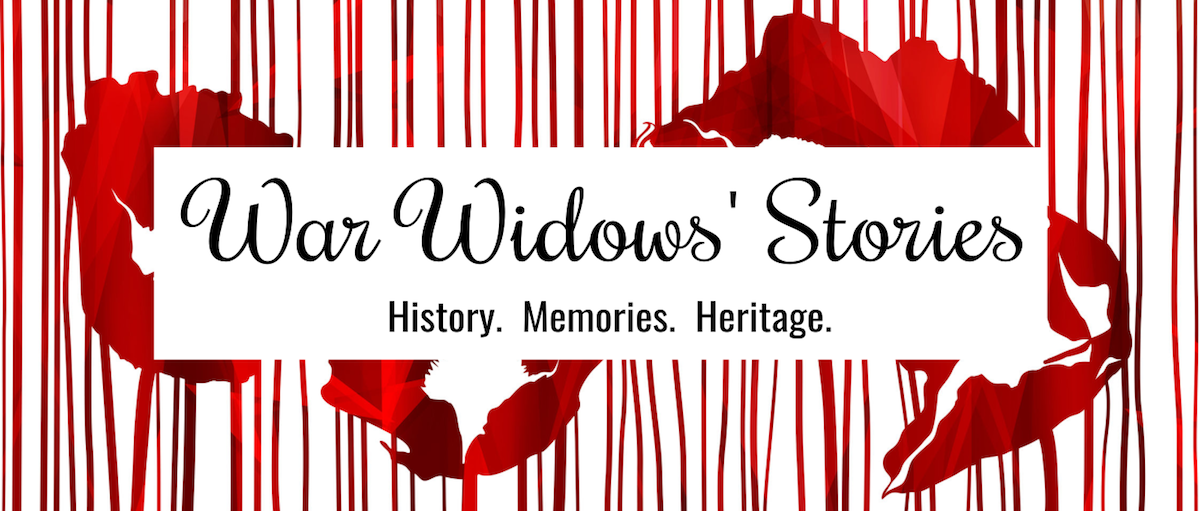 War Widows' Stories
History. Memories. Heritage.